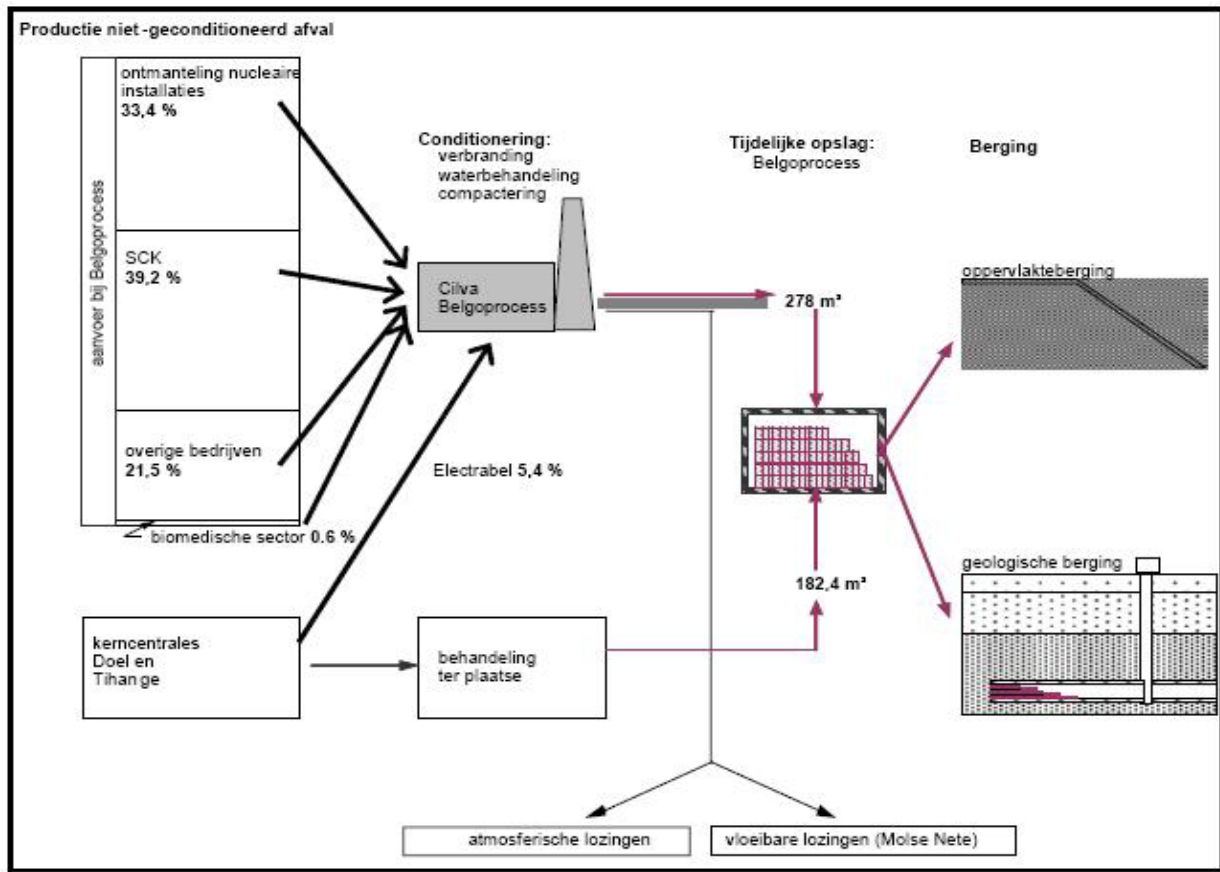 Productie niet-geconditioneerd afval
aanvoer bij Belgoprocess
ontmanteling nucleaire
installaties
33,4 %
SCK
39,2 %
overige bedrijven
21,5 %
biomedische sector 0.6 %
kerncentrales
Doel en
Tihange
Conditionering:
verbranding
waterbehandeling
compactering
Cilva
Belgoprocess
Electrabel 5,4 %
behandeling
ter plaatse
Tijdelijke opslag:
Belgoprocess
278 m³
182,4 m³
Berging
oppervlakteberging
geologische berging
atmosferische lozingen
vloeibare lozingen (Molse Nete)